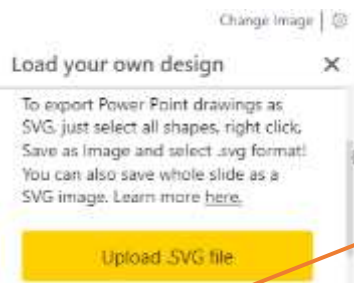 Change Image
Load your own design
To export Power Point drawings as
SVG, just select all shapes, right click,
Save as Image and select .svg format!
You can also save whole slide as a
SVG image. Learn more here.
Upload .SVG file